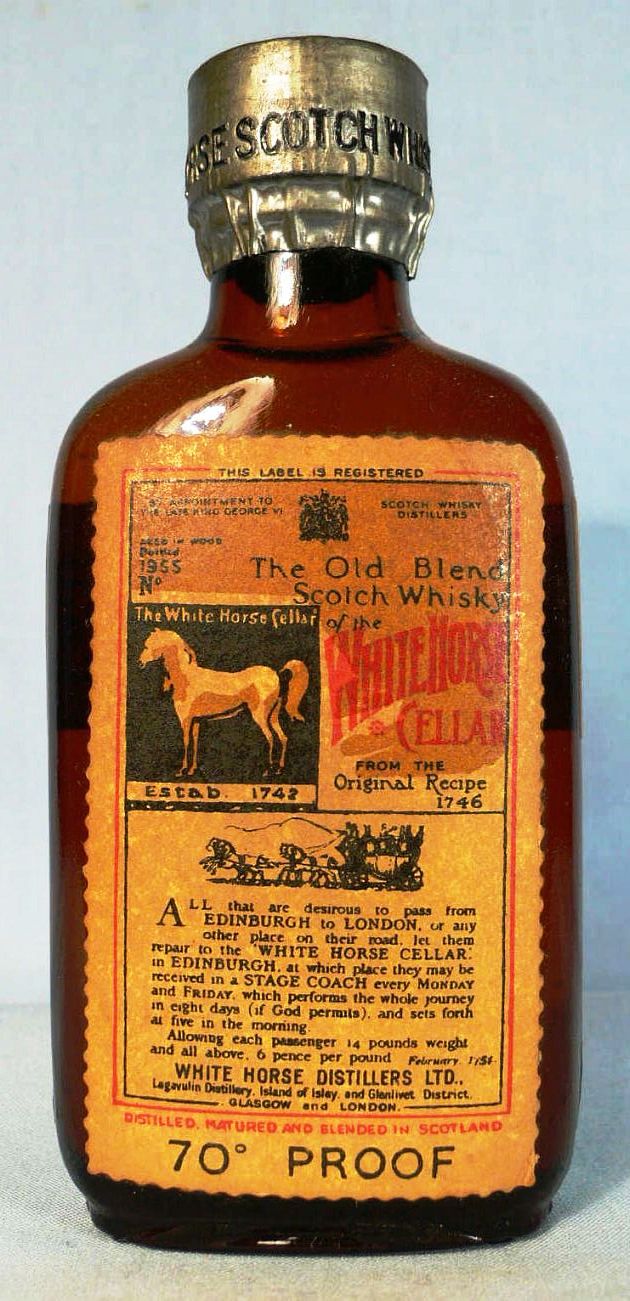 RSE SCOTCH WHIS
THIS LABEL IS REGISTERED
BY APPOINTMENT TO
THE LATE KING GEORGE VI
SCOTCH WHISKY
DISTILLERS
AGED IN WOOD
Bottled
1955
Nº
The Old Blend
Scotch Whisky
of the
The White Horse Cellar
WHITE HORSE
CELLAR
FROM THE
Original Recipe
1746
Estab. 1742
ALL that are desirous to pass from
EDINBURGH to LONDON, or any
other place on their road, let them
repair to the "WHITE HORSE CELLAR"
in EDINBURGH, at which place they may be
received in a STAGE COACH every MONDAY
and FRIDAY, which performs the whole journey
in eight days (if God permits), and sets forth
at five in the morning.
Allowing each passenger 14 pounds weight
and all above, 6 pence per pound February, 1754.
WHITE HORSE DISTILLERS LTD.,
Lagavulin Distillery, Island of Islay, and Glenlivet District,
GLASGOW and LONDON.
DISTILLED, MATURED AND BLENDED IN SCOTLAND
70° PROOF